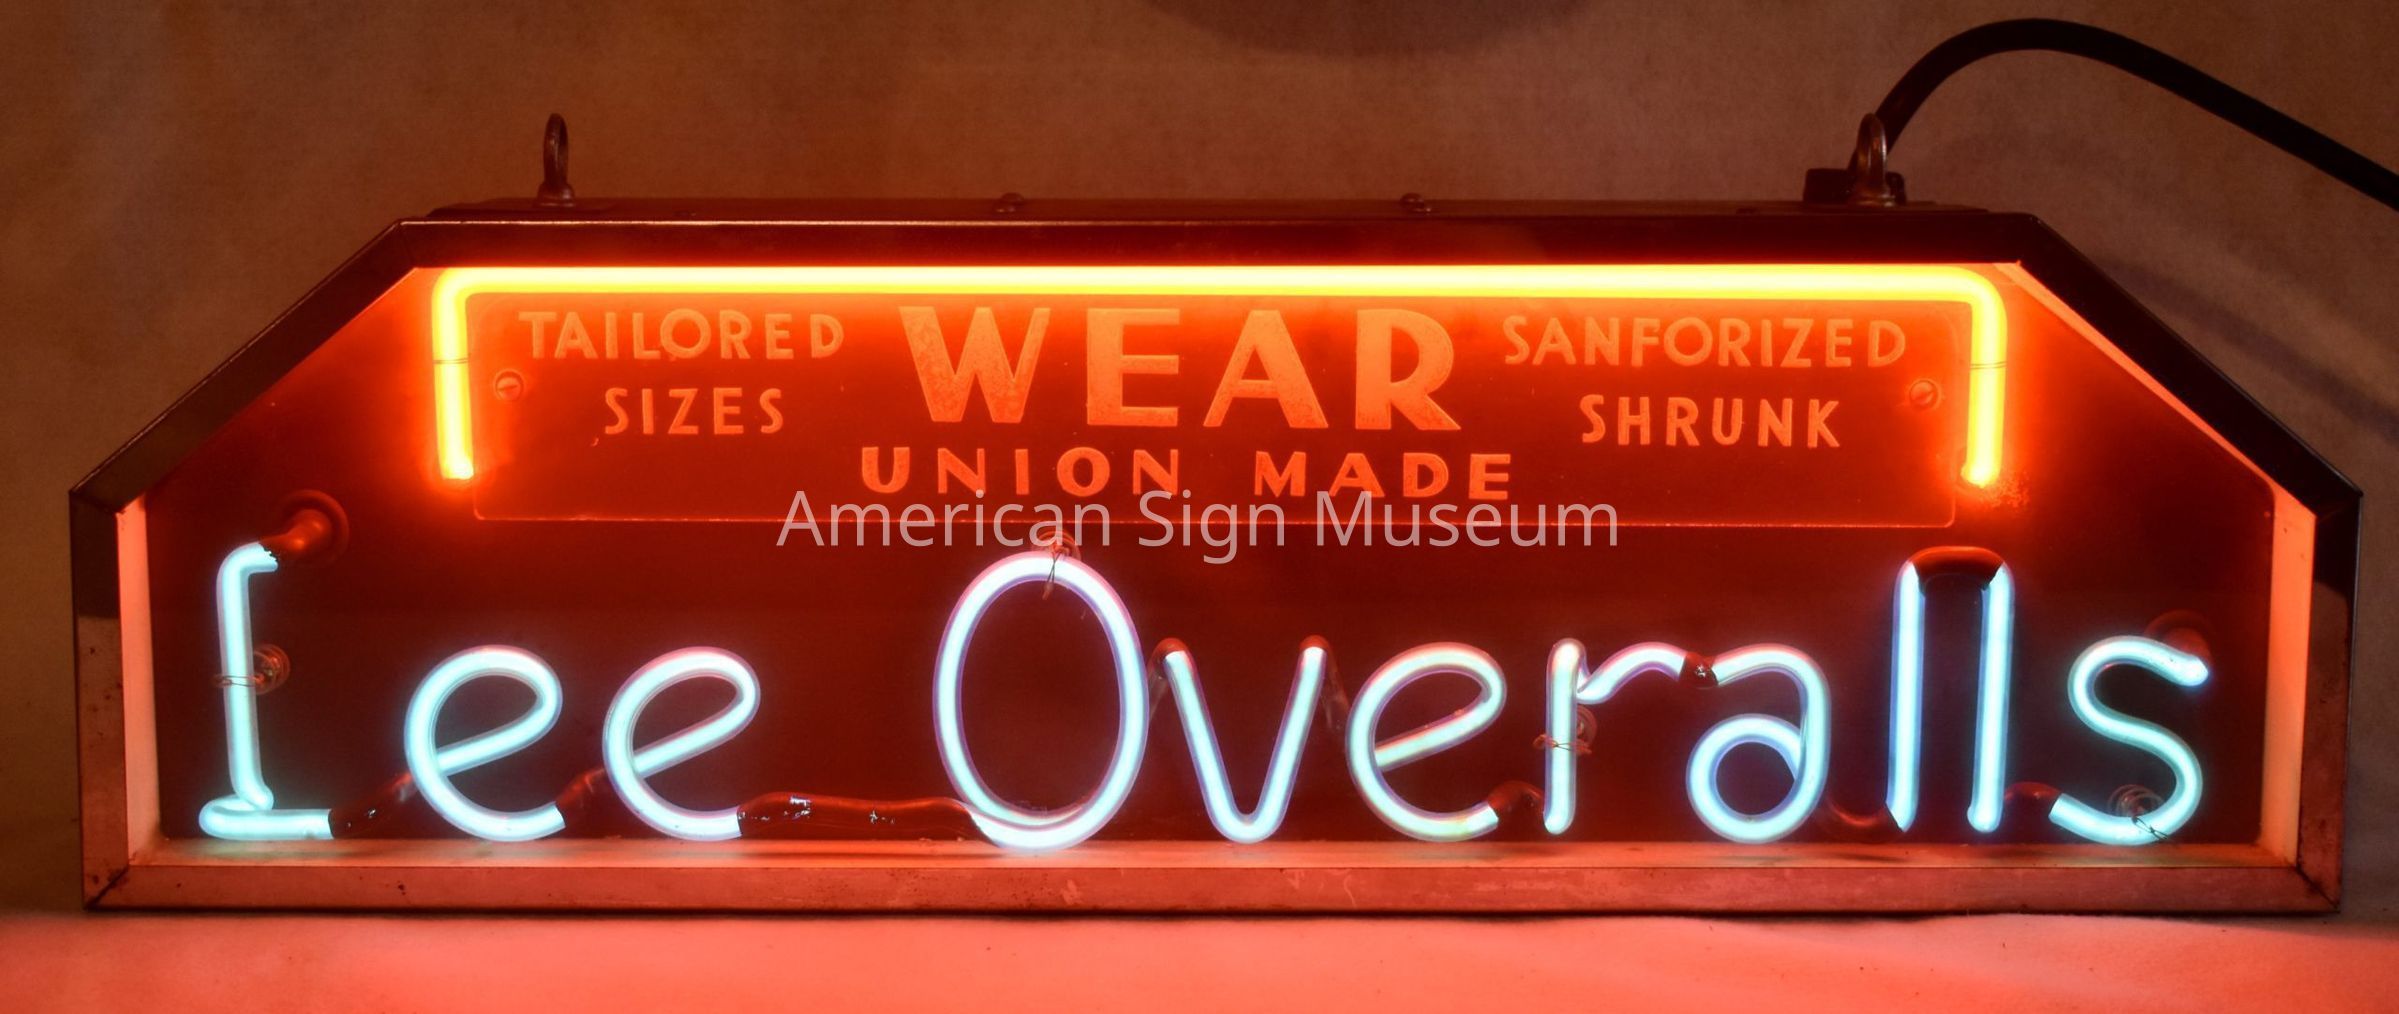 TAILORED SIZES
WEAR
SANFORIZED SHRUNK
UNION MADE
American Sign Museum
Lee Overalls